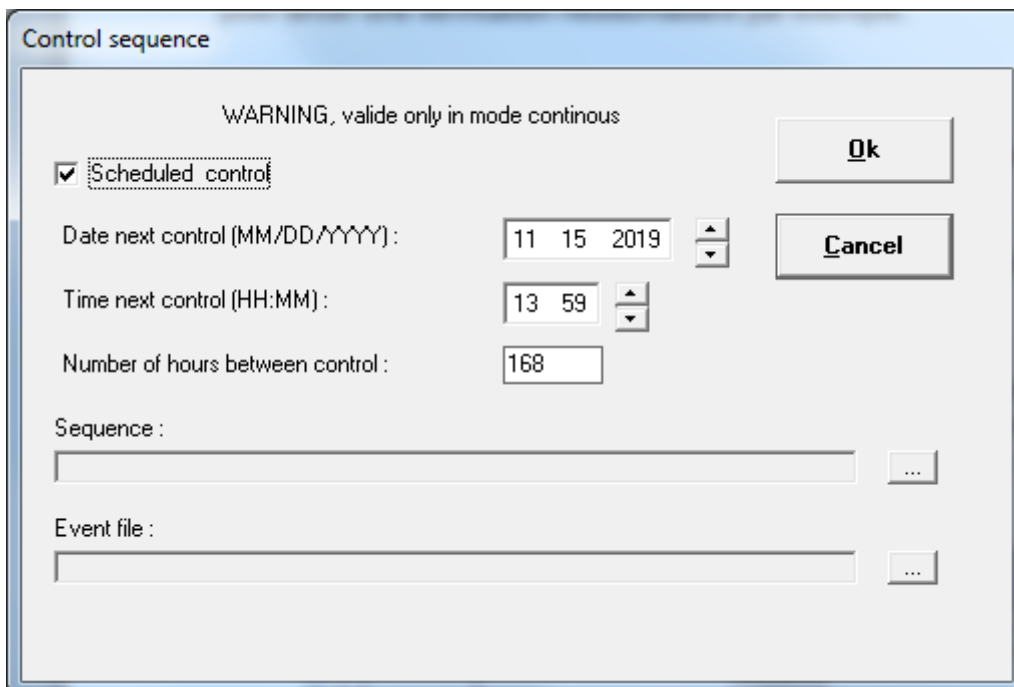 Control sequence
WARNING, valide only in mode continous
Ok
Scheduled control
Date next control (MM/DD/YYYY) :
11 15 2019
Cancel
Time next control (HH:MM) :
13 59
Number of hours between control :
168
Sequence :
...
Event file :
...